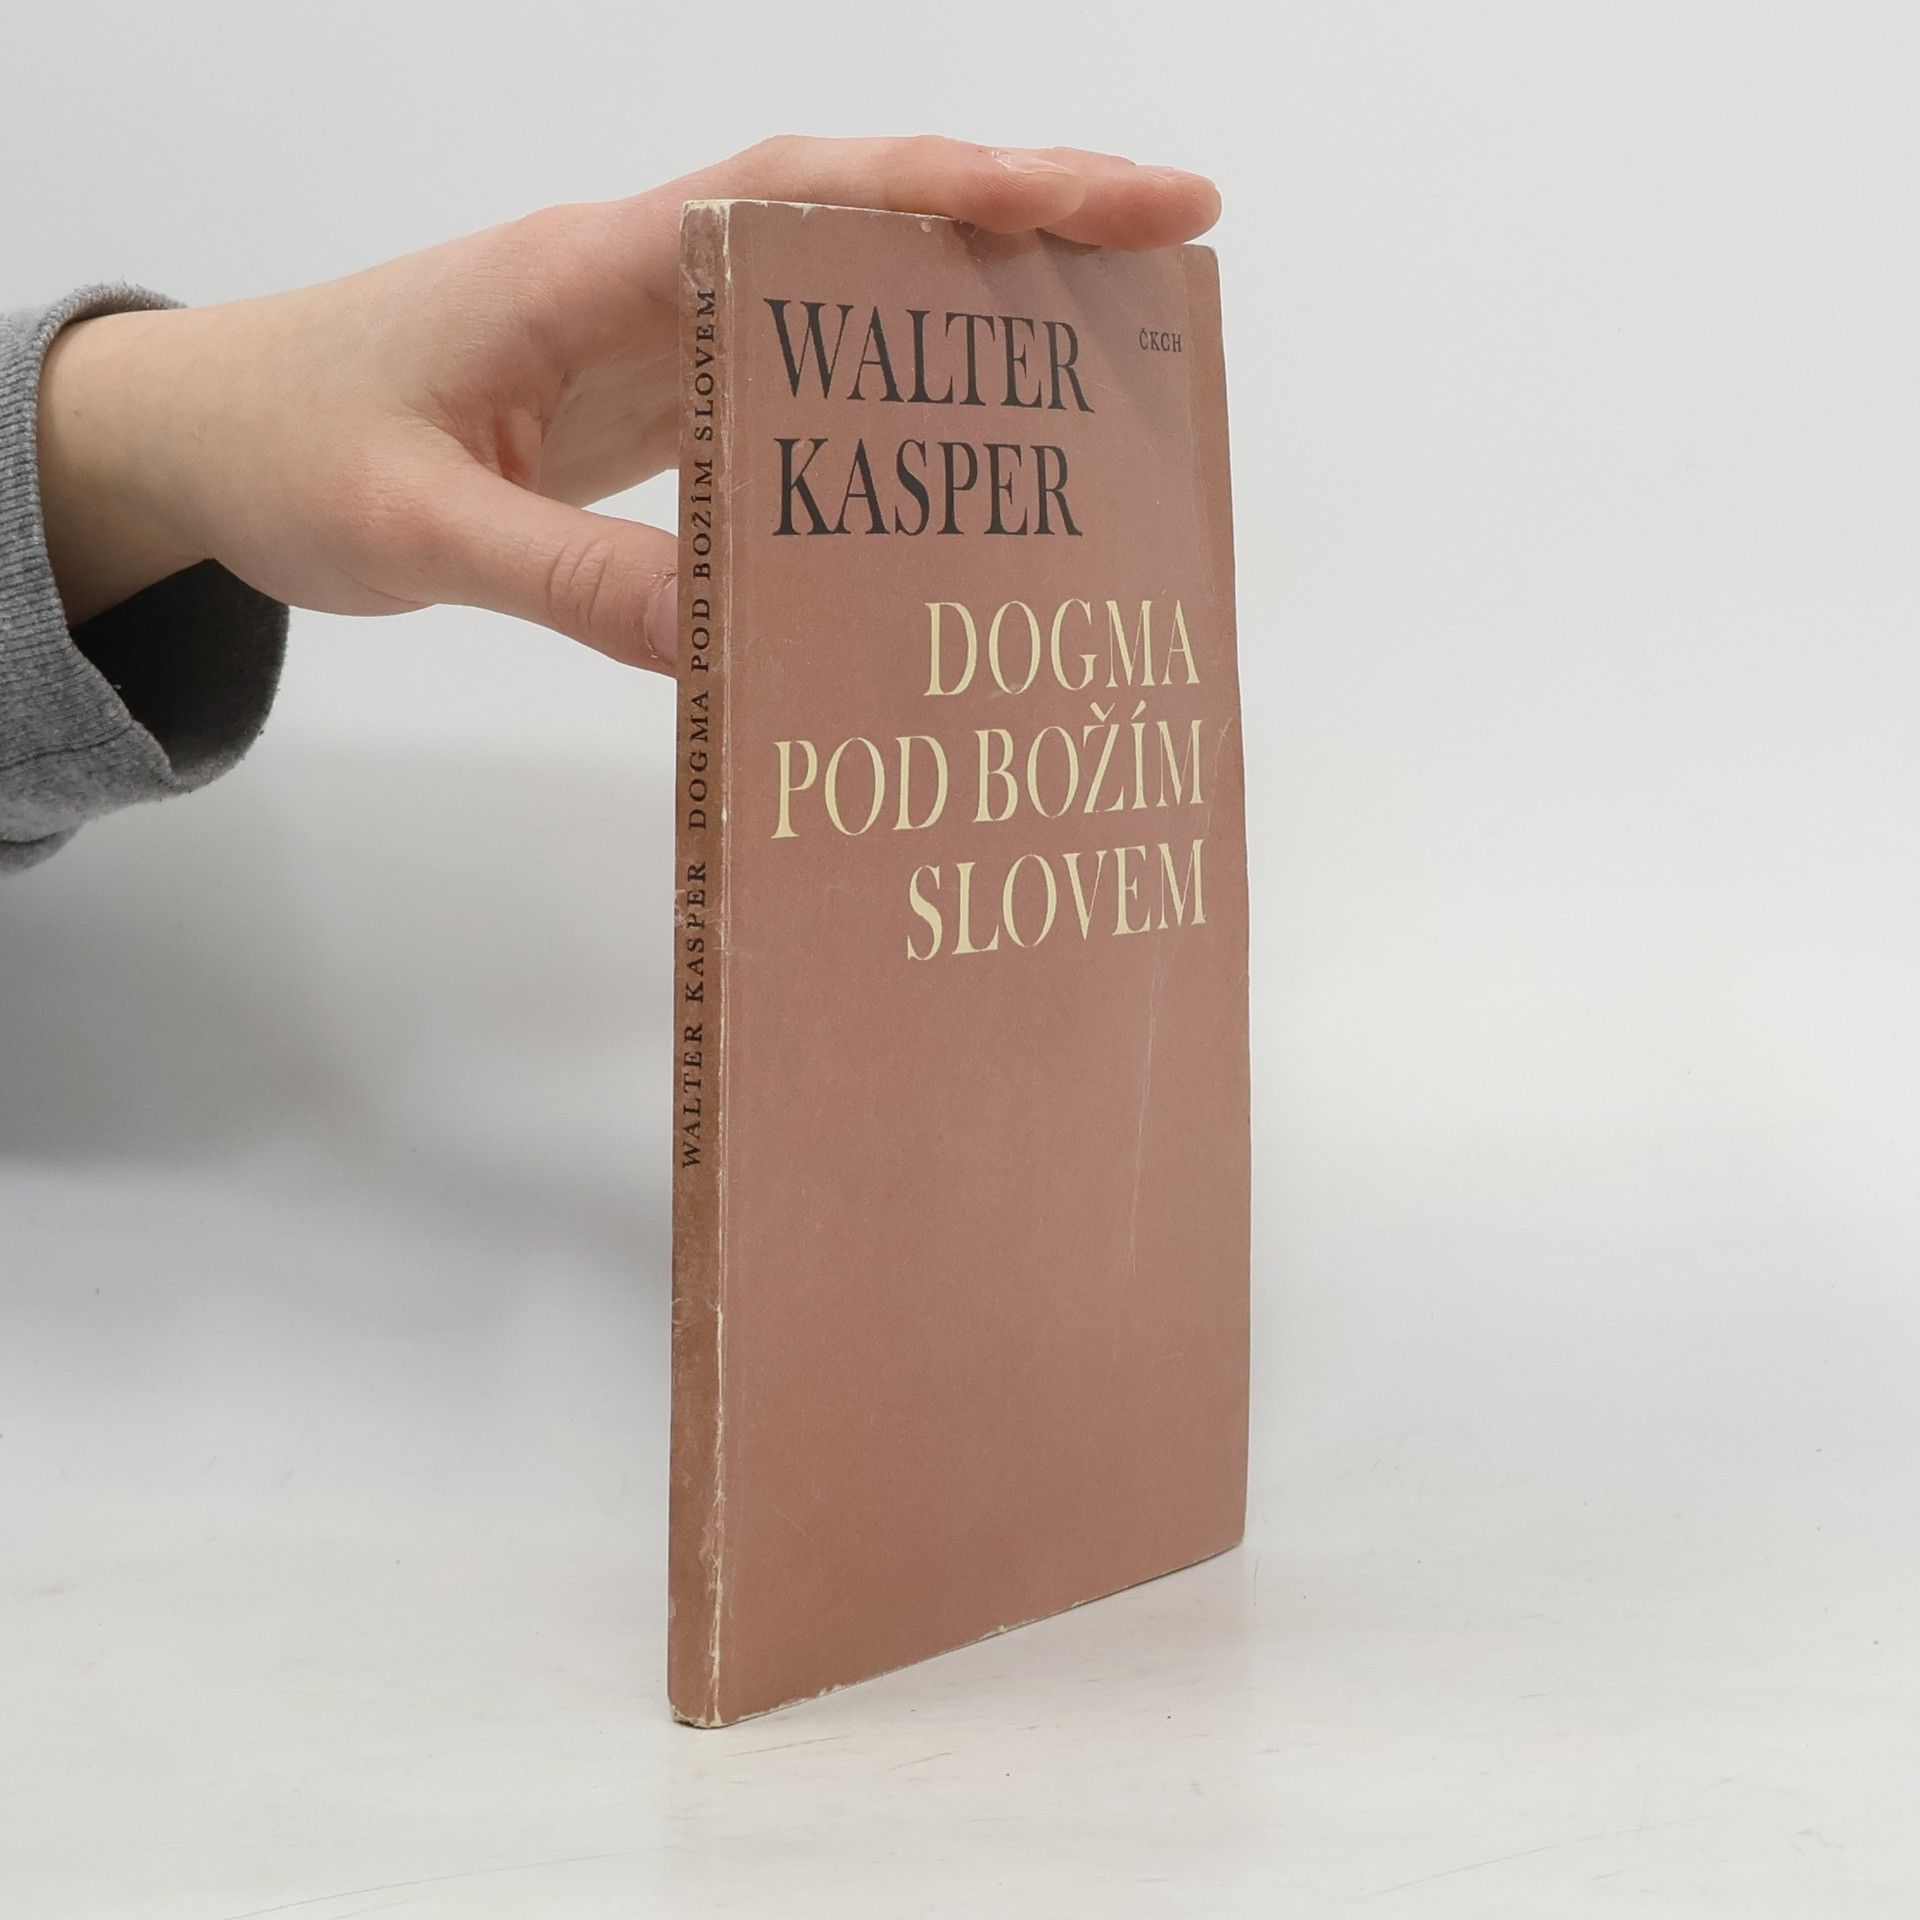 WALTER
KASPER
ČKCH
DOGMA
POD BOŽÍM
SLOVEM
WALTER KASPER DOGMA POD BOŽÍM SLOVEM